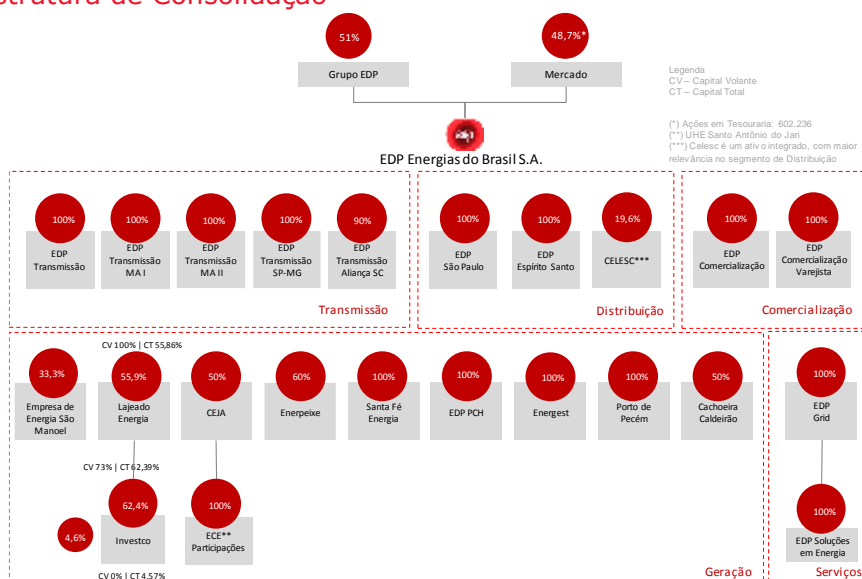 strutura de Consolidação
51%
48,7%*
Grupo EDP
Mercado
Legenda
CV – Capital Volante
CT – Capital Total
(*) Ações em Tesouraria: 602.236
(**) UHE Santo Antônio do Jari
(***) Celesc é um ativo integrado, com maior
relevância no segmento de Distribuição
edp
EDP Energias do Brasil S.A.
100%
100%
100%
100%
90%
EDP
Transmissão
EDP
Transmissão
MA I
EDP
Transmissão
MA II
EDP
Transmissão
SP-MG
EDP
Transmissão
Aliança SC
Transmissão
100%
100%
19,6%
EDP
São Paulo
EDP
Espírito Santo
CELESC***
Distribuição
100%
100%
EDP
Comercialização
EDP
Comercialização
Varejista
Comercialização
CV 100% | CT 55,86%
33,3%
55,9%
50%
60%
100%
100%
100%
100%
50%
Empresa de
Energia São
Manoel
Lajeado
Energia
CEJA
Enerpeixe
Santa Fé
Energia
EDP PCH
Energest
Porto de
Pecém
Cachoeira
Caldeirão
CV 73% | CT 62,39%
4,6%
62,4%
Investco
100%
ECE**
Participações
CV 0% | CT 4,57%
Geração
100%
EDP
Grid
100%
EDP Soluções
em Energia
Serviços